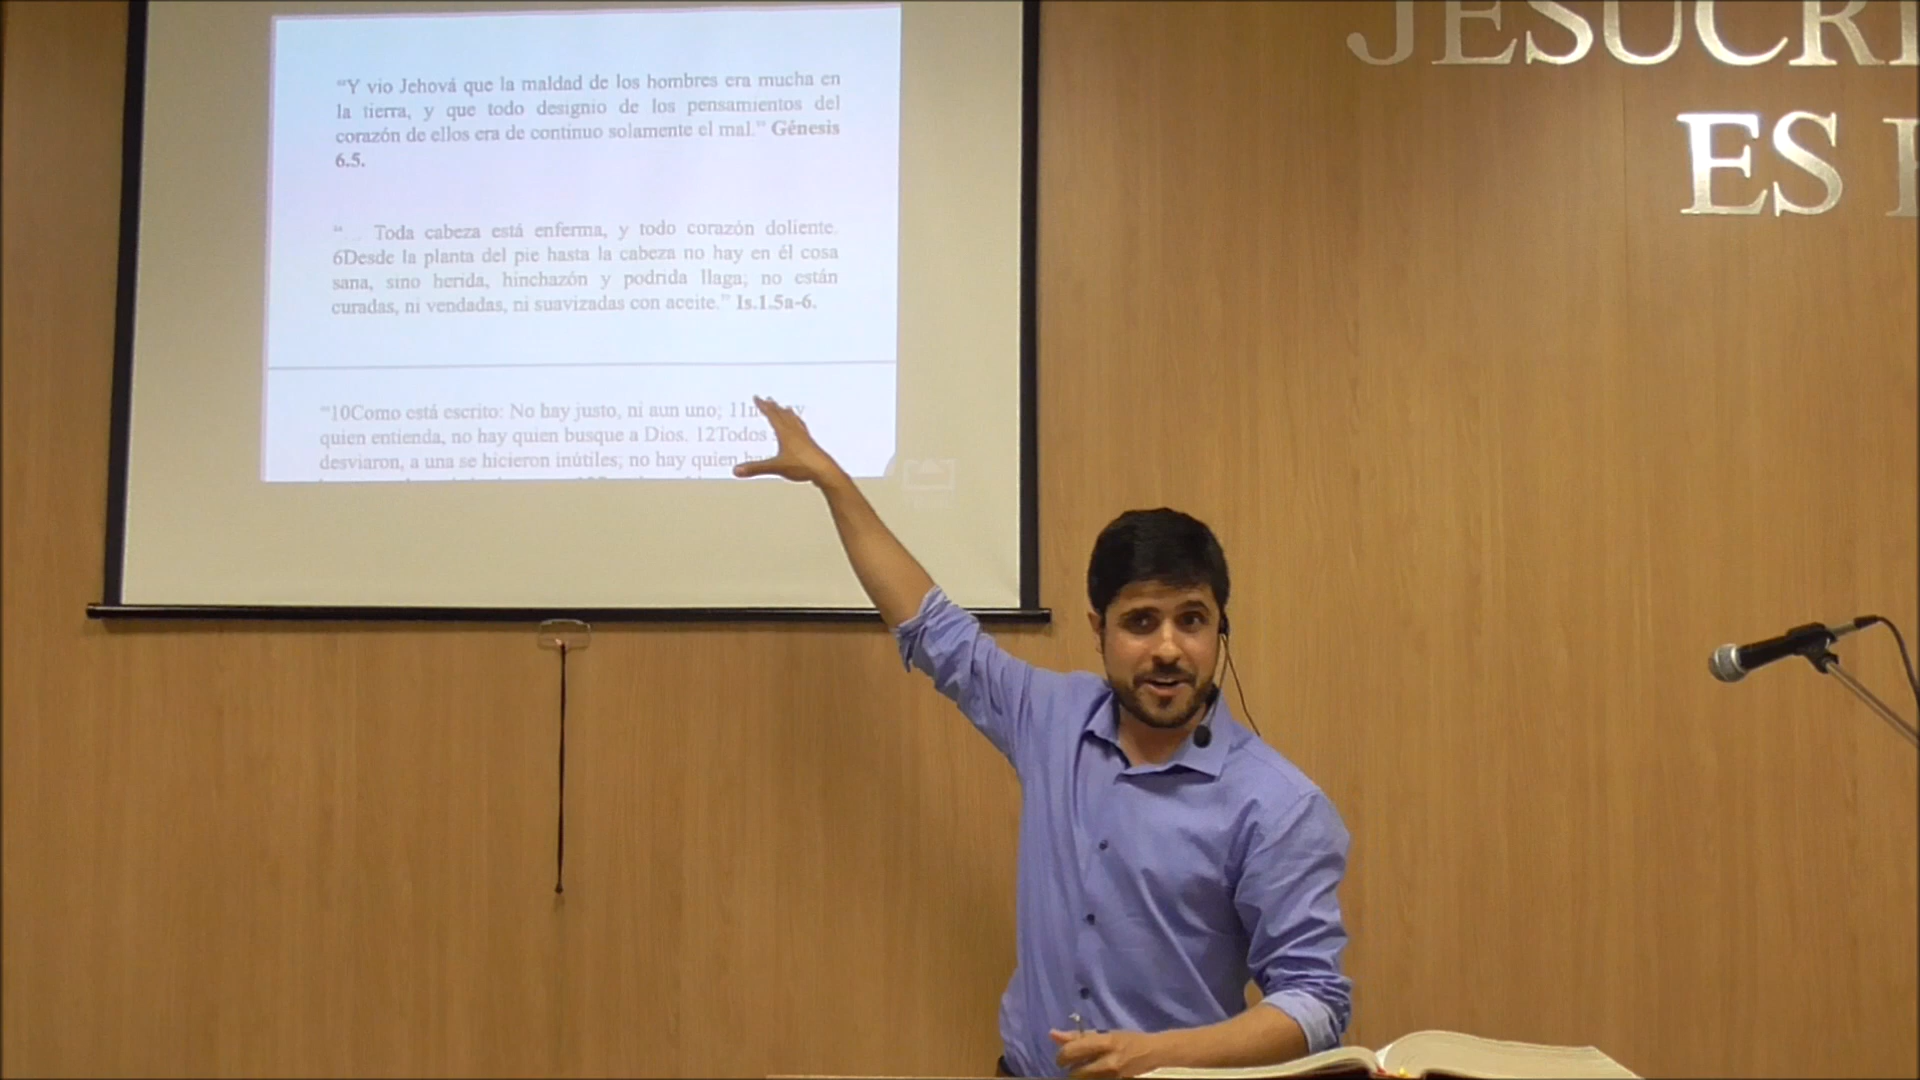 “Y vio Jehová que la maldad de los hombres era mucha en
la tierra, y que todo designio de los pensamientos del
corazón de ellos era de continuo solamente el mal.” Génesis
6.5.
“... Toda cabeza está enferma, y todo corazón doliente.
6Desde la planta del pie hasta la cabeza no hay en él cosa
sana, sino herida, hinchazón y podrida llaga; no están
curadas, ni vendadas, ni suavizadas con aceite.” Is.1.5a-6.
“10Como está escrito: No hay justo, ni aun uno;
quien entienda, no hay quien busque a Dios. 12Todos
desviaron, a una se hicieron inútiles; no hay quien
JESUCRI
ES